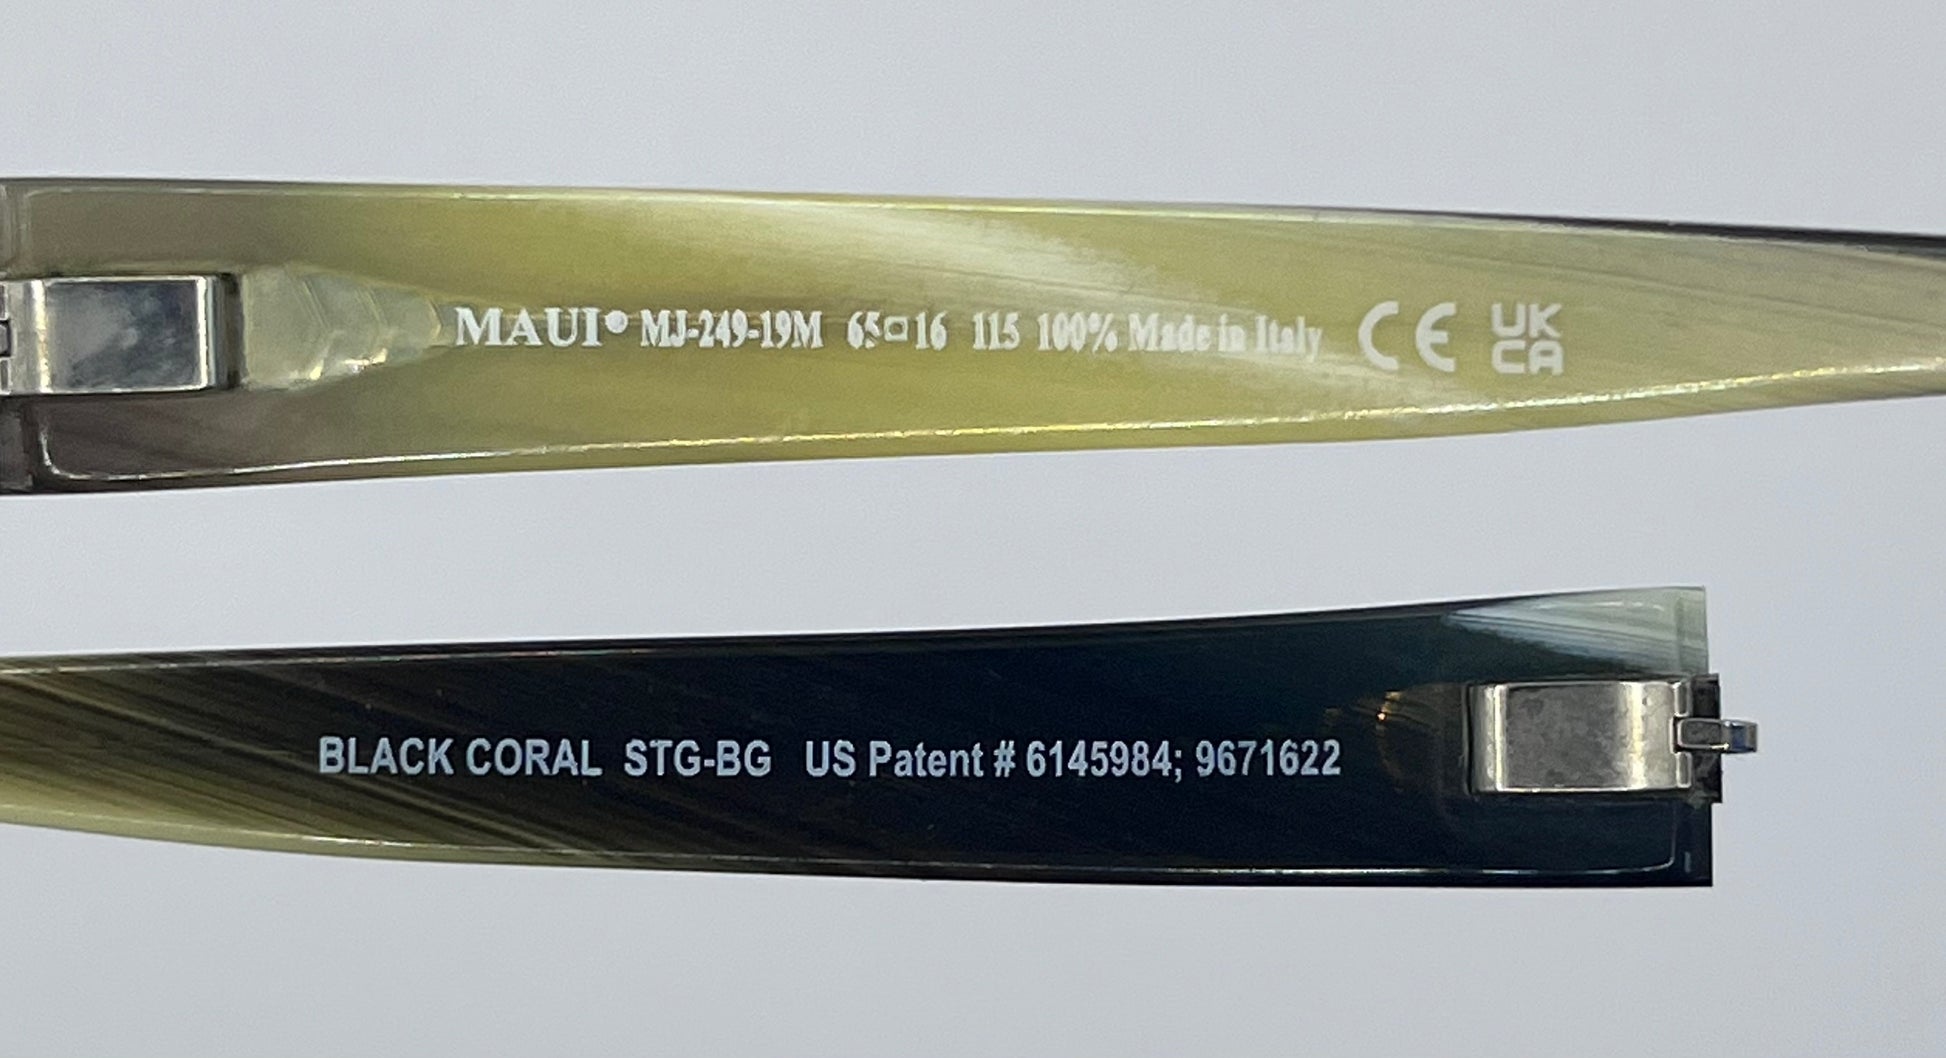 MAUI® MJ-249-19M 65□16 115 100% Made in Italy CE UK CA
BLACK CORAL STG-BG US Patent # 6145984; 9671622